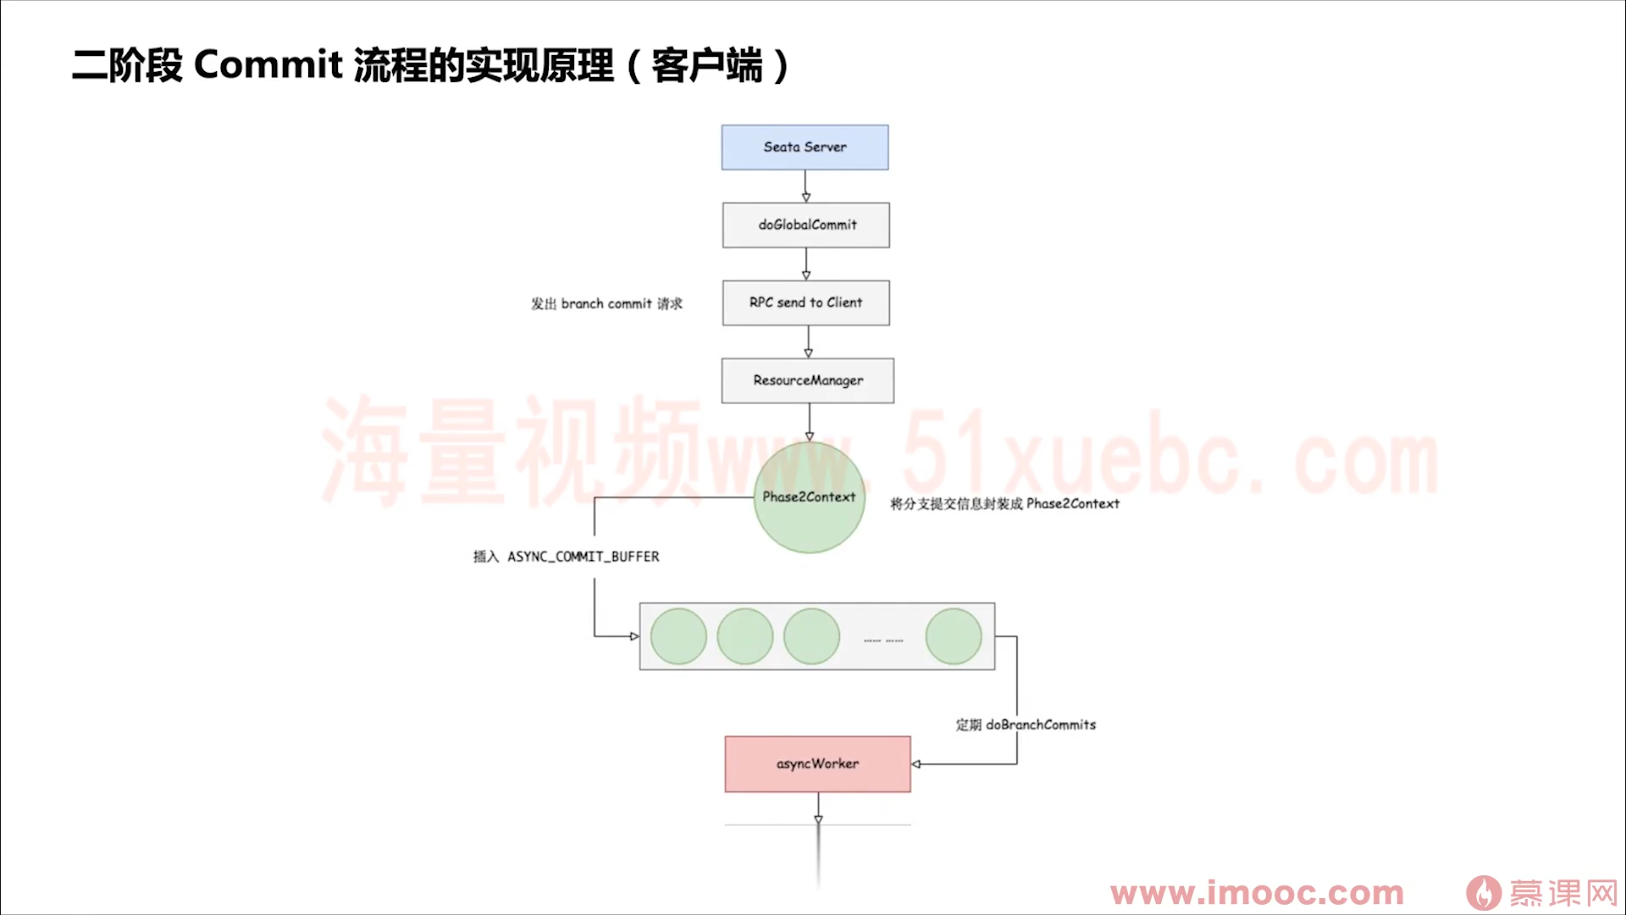 二阶段 Commit 流程的实现原理（客户端）
Seata Server
doGlobalCommit
发出 branch commit 请求
RPC send to Client
ResourceManager
海量视频www.51xuebc.com
Phase2Context
将分支提交信息封装成 Phase2Context
插入 ASYNC_COMMIT_BUFFER
...... ......
定期 doBranchCommits
asyncWorker
www.imooc.com
慕课网